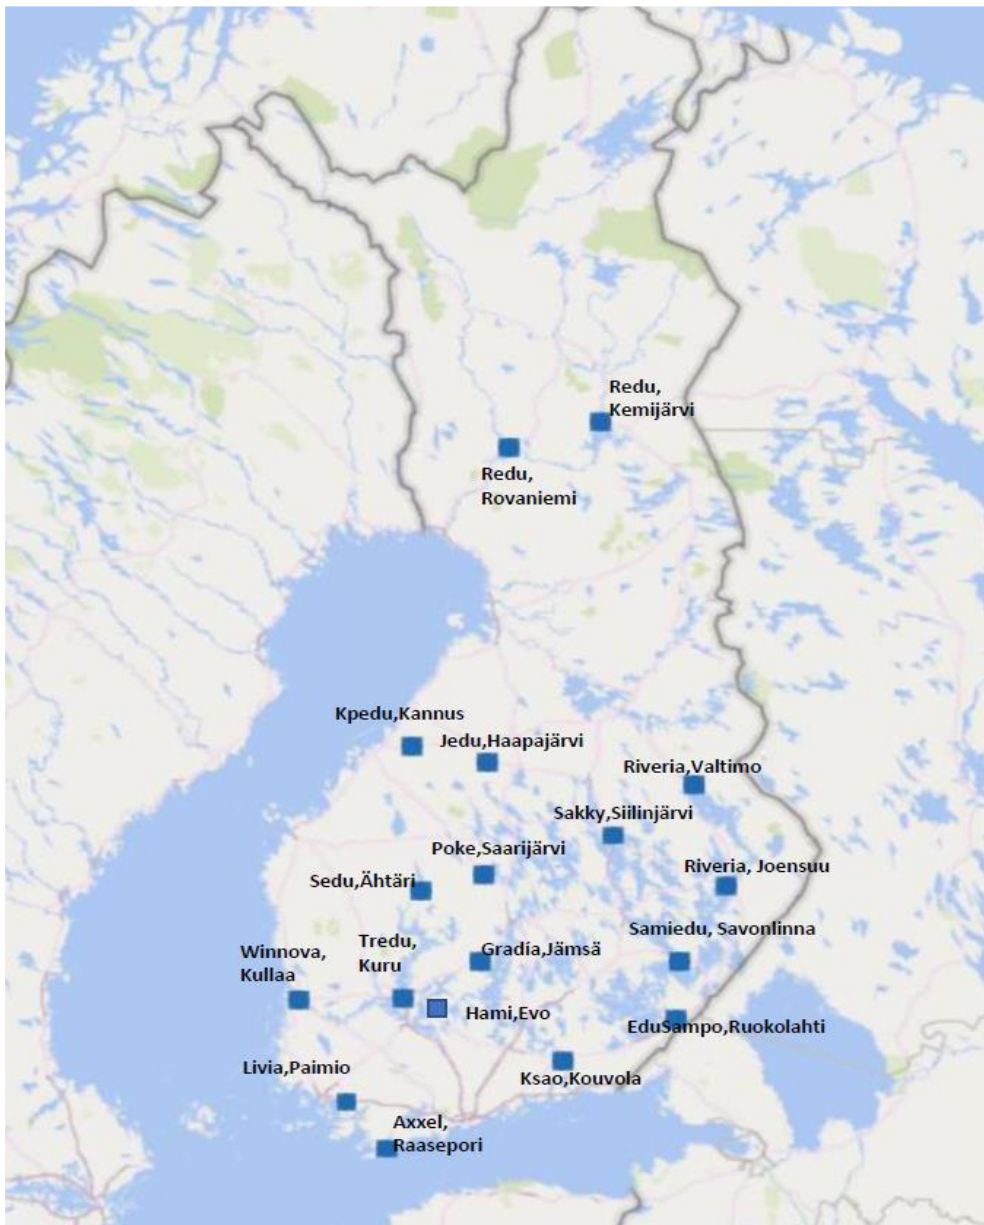 Redu,
Kemijärvi
Redu,
Rovaniemi
Kpedu,Kannus
Jedu,Haapajärvi
Riveria,Valtimo
Sakky,Siilinjärvi
Poke,Saarijärvi
Riveria, Joensuu
Sedu,Ähtäri
Samiedu, Savonlinna
Tredu,
Kuru
Winnova,
Kullaa
Gradía,Jämsä
Hami,Evo
EduSampo,Ruokolahti
Livia,Paimio
Ksao,Kouvola
Axxel,
Raasepori